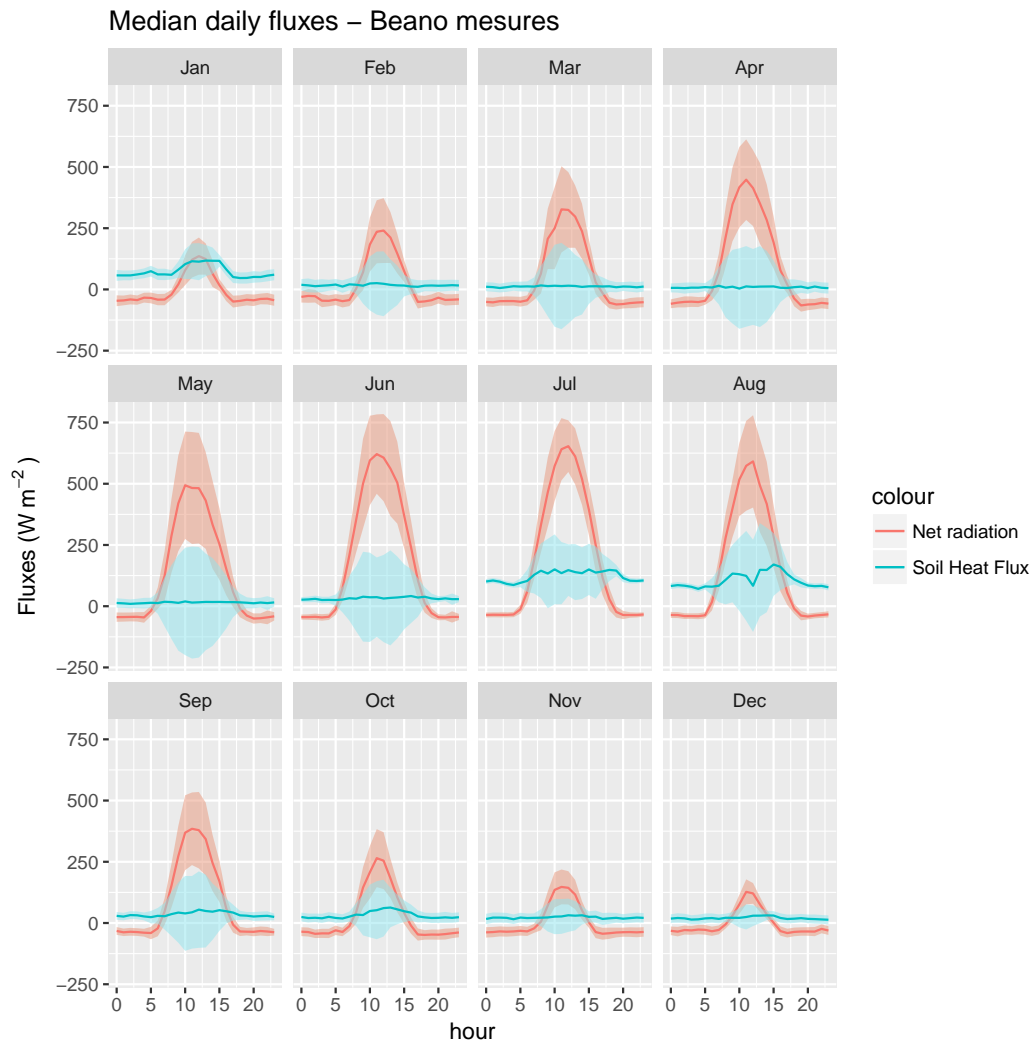 Median daily fluxes − Beano mesures
Jan Feb Mar Apr
750
500
250
0
−250
May Jun Jul Aug
750
500
250
0
−250
Sep Oct Nov Dec
750
500
250
0
−250
0 5 10 15 20 0 5 10 15 20 0 5 10 15 20 0 5 10 15 20
hour
Fluxes (W m⁻²)
colour
Net radiation
Soil Heat Flux